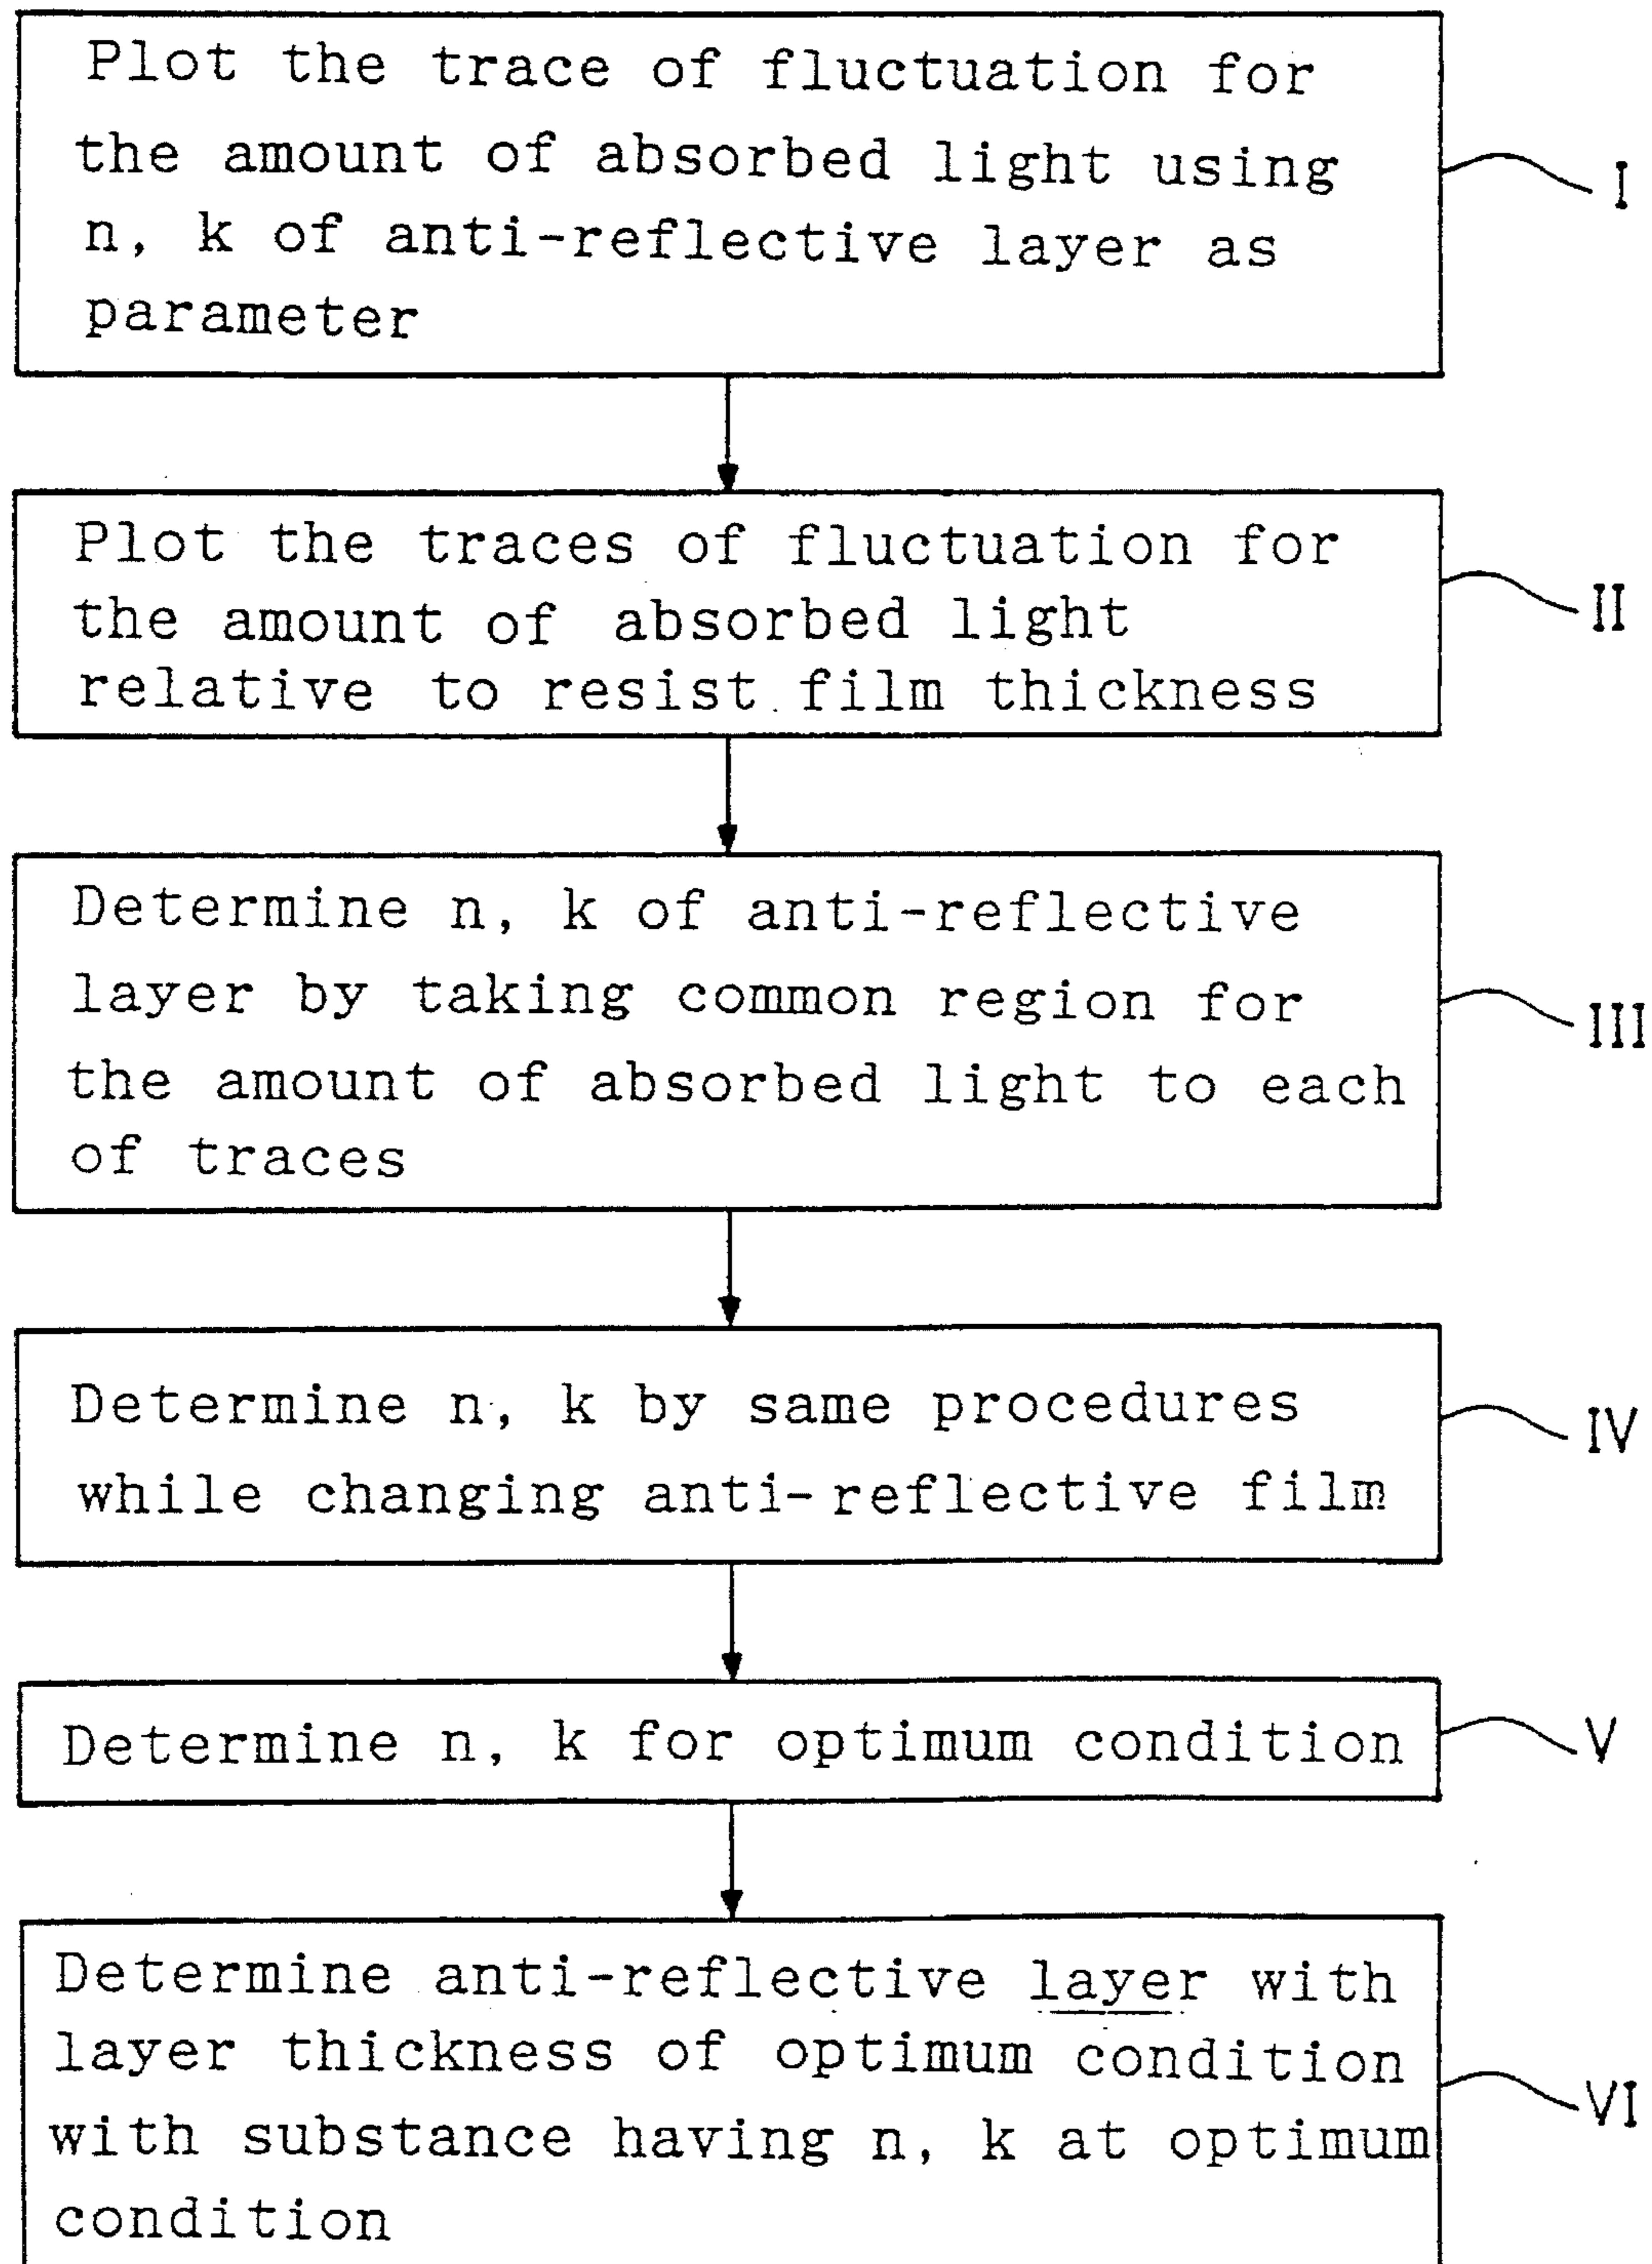 Plot the trace of fluctuation for
the amount of absorbed light using
n, k of anti-reflective layer as
parameter
I
Plot the traces of fluctuation for
the amount of absorbed light
relative to resist film thickness
II
Determine n, k of anti-reflective
layer by taking common region for
the amount of absorbed light to each
of traces
III
Determine n, k by same procedures
while changing anti-reflective film
IV
Determine n, k for optimum condition
V
Determine anti-reflective layer with
layer thickness of optimum condition
with substance having n, k at optimum
condition
VI